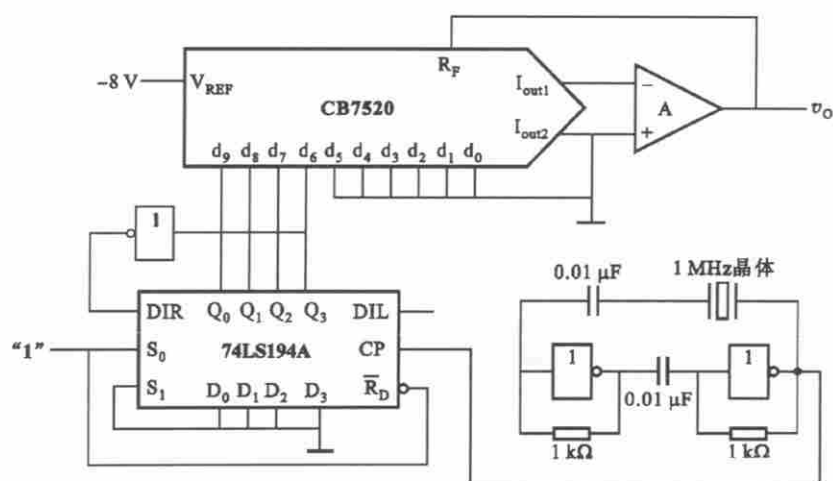 R_F
−8 V
V_REF
I_out1
−
A
CB7520
v_O
I_out2
+
d_9 d_8 d_7 d_6 d_5 d_4 d_3 d_2 d_1 d_0
1
0.01 μF
1 MHz晶体
DIR Q_0 Q_1 Q_2 Q_3 DIL
“1”
S_0
74LS194A
CP
1
1
S_1
D_0 D_1 D_2 D_3
R̅_D
0.01 μF
1 kΩ
1 kΩ